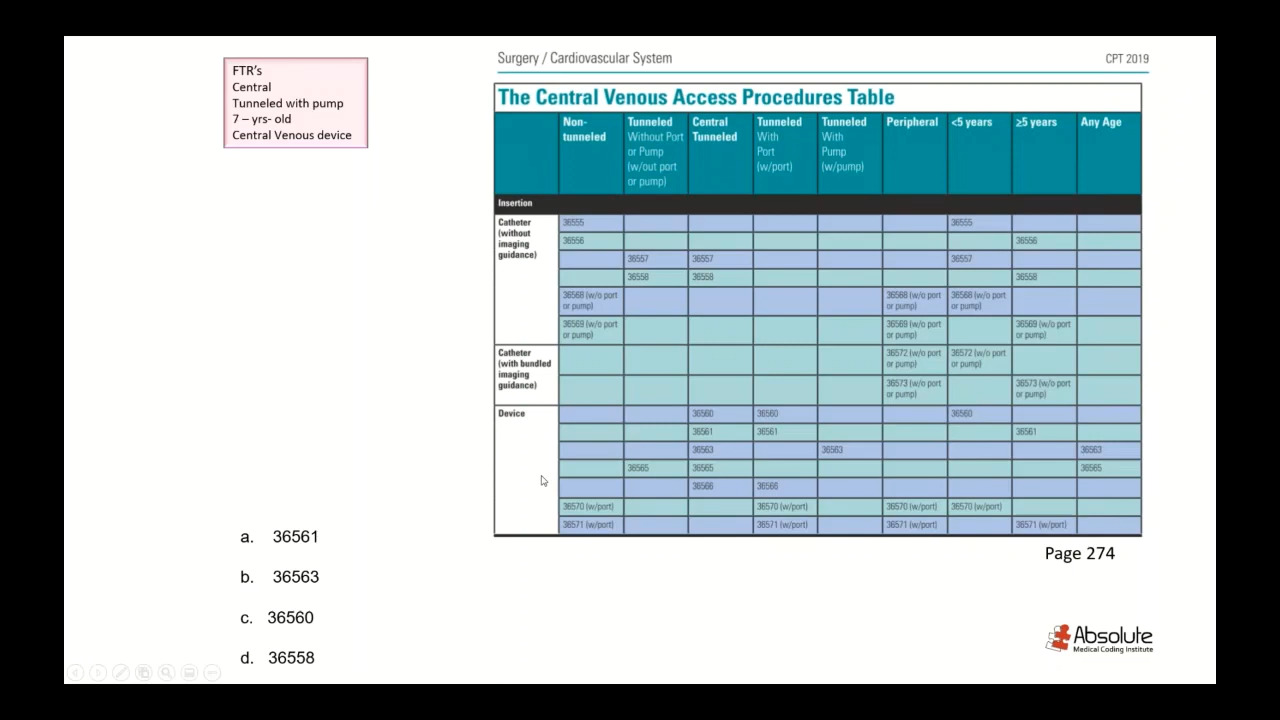 FTR's
Central
Tunneled with pump
7 – yrs- old
Central Venous device
Surgery / Cardiovascular System CPT 2019
The Central Venous Access Procedures Table
Non-tunneled Tunneled Without Port or Pump (w/out port or pump) Central Tunneled Tunneled With Port (w/port) Tunneled With Pump (w/pump) Peripheral <5 years ≥5 years Any Age
Insertion
Catheter (without imaging guidance)
36555 36555
36556 36556
36557 36557 36557
36558 36558 36558
36568 (w/o port or pump) 36568 (w/o port or pump) 36568 (w/o port or pump)
36569 (w/o port or pump) 36569 (w/o port or pump) 36569 (w/o port or pump)
Catheter (with bundled imaging guidance)
36572 (w/o port or pump) 36572 (w/o port or pump)
36573 (w/o port or pump) 36573 (w/o port or pump)
Device
36560 36560 36560
36561 36561 36561
36563 36563 36563
36565 36565 36565
36566 36566
36570 (w/port) 36570 (w/port) 36570 (w/port) 36570 (w/port)
36571 (w/port) 36571 (w/port) 36571 (w/port) 36571 (w/port)
Page 274
a. 36561
b. 36563
c. 36560
d. 36558
Absolute
Medical Coding Institute